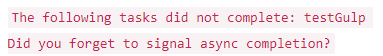 The following tasks did not complete: testGulp
Did you forget to signal async completion?